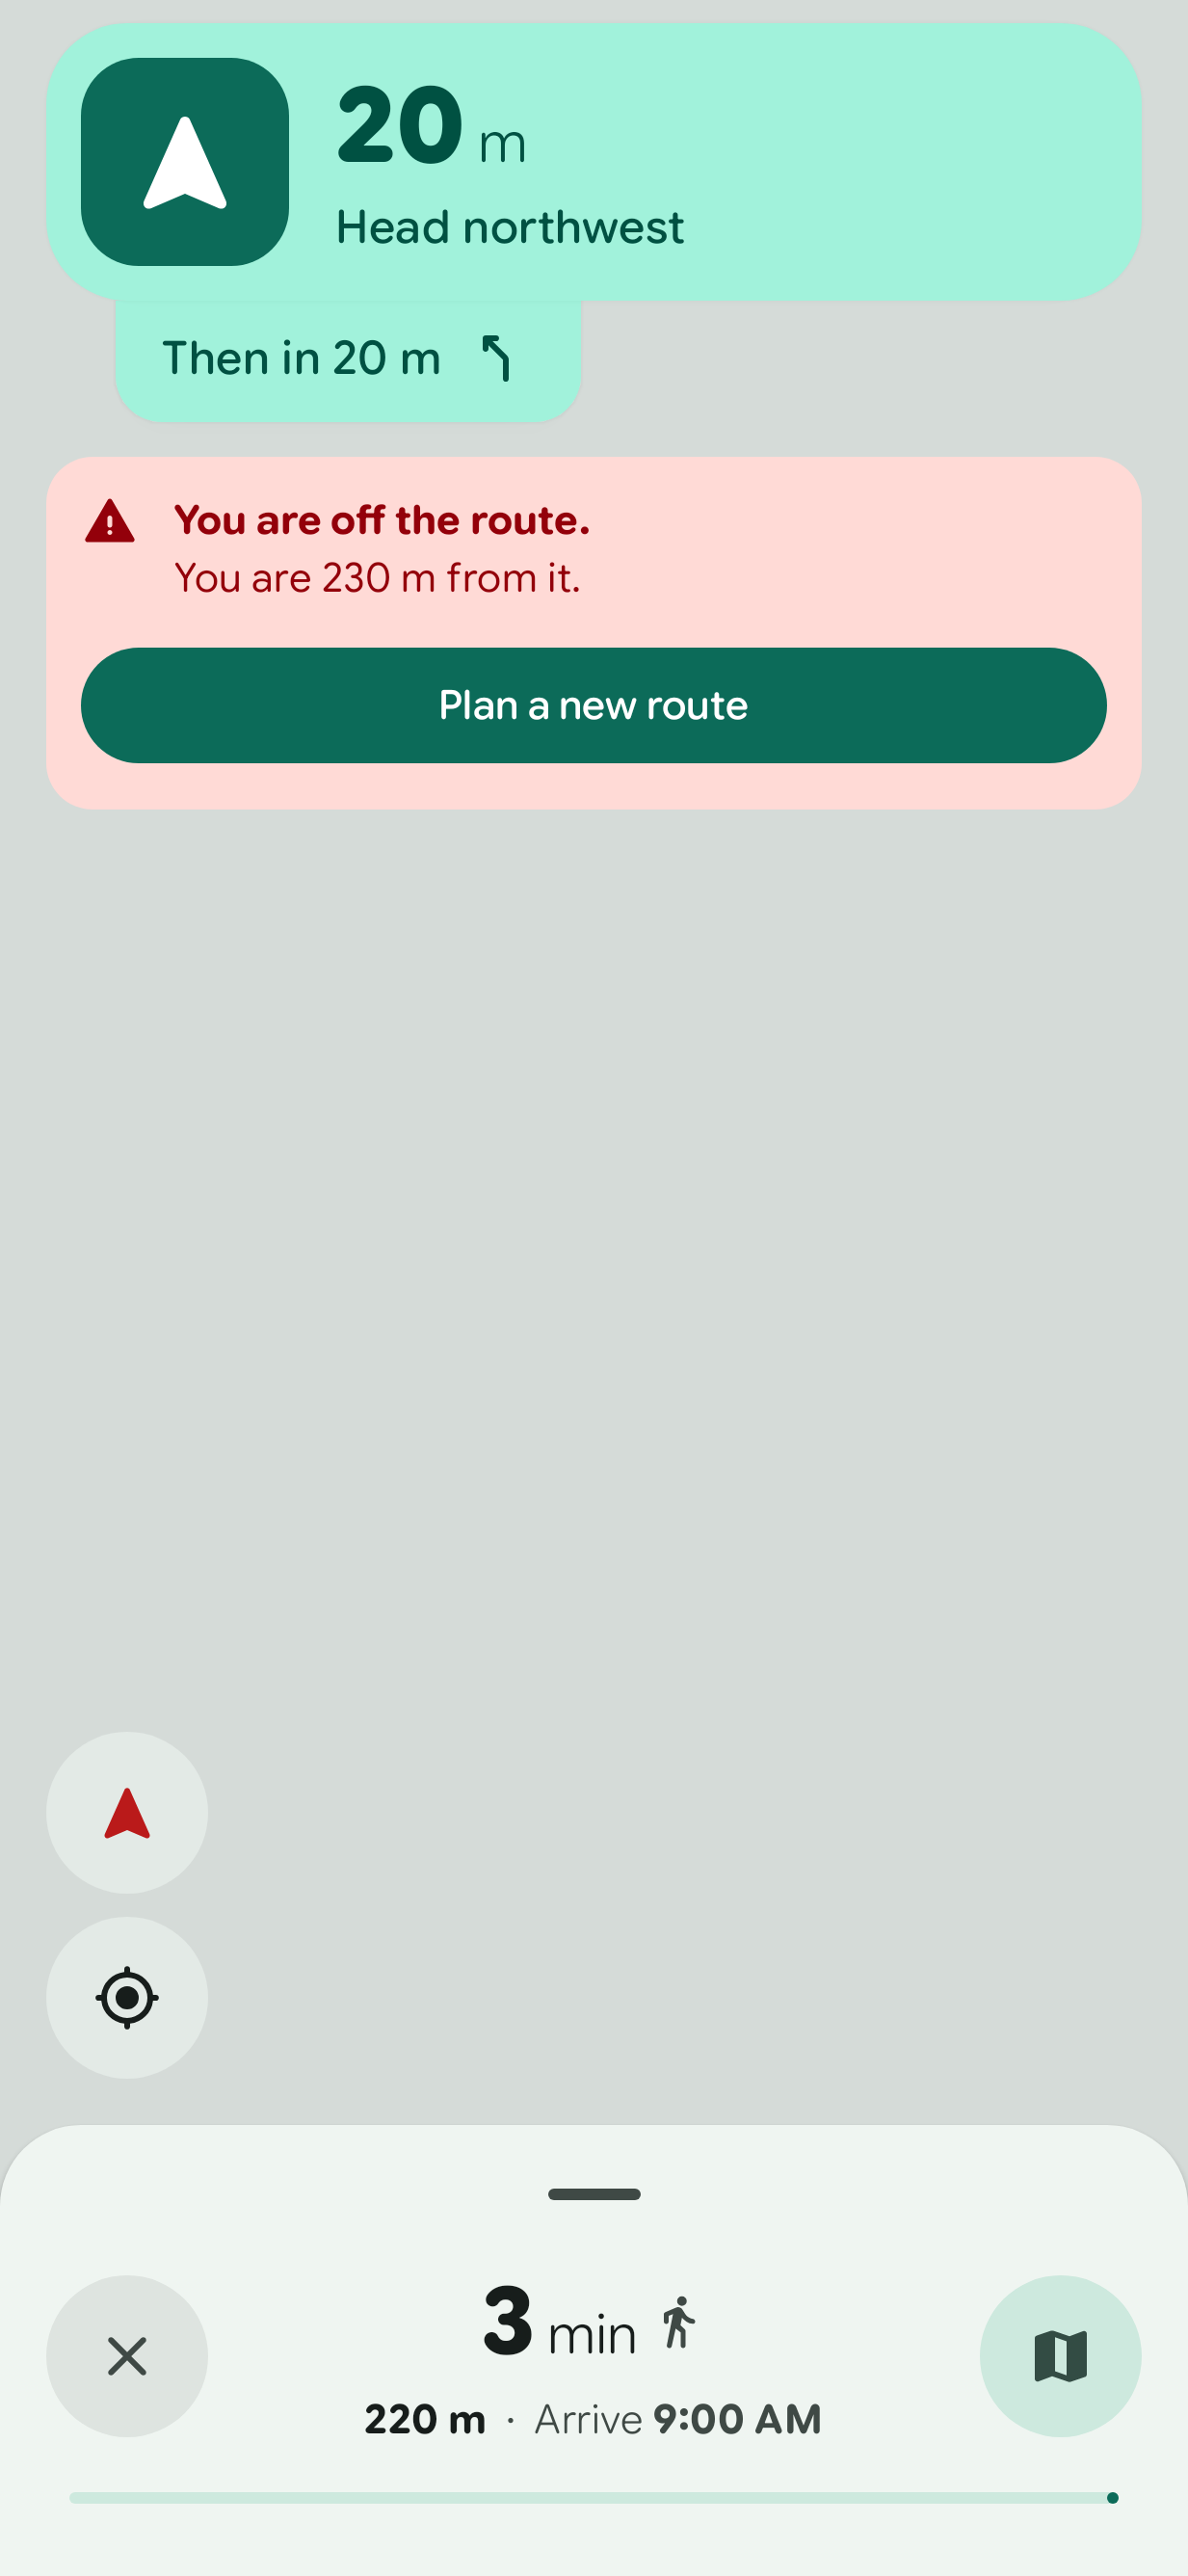 20 m
Head northwest
Then in 20 m
You are off the route.
You are 230 m from it.
Plan a new route
3 min
220 m · Arrive 9:00 AM